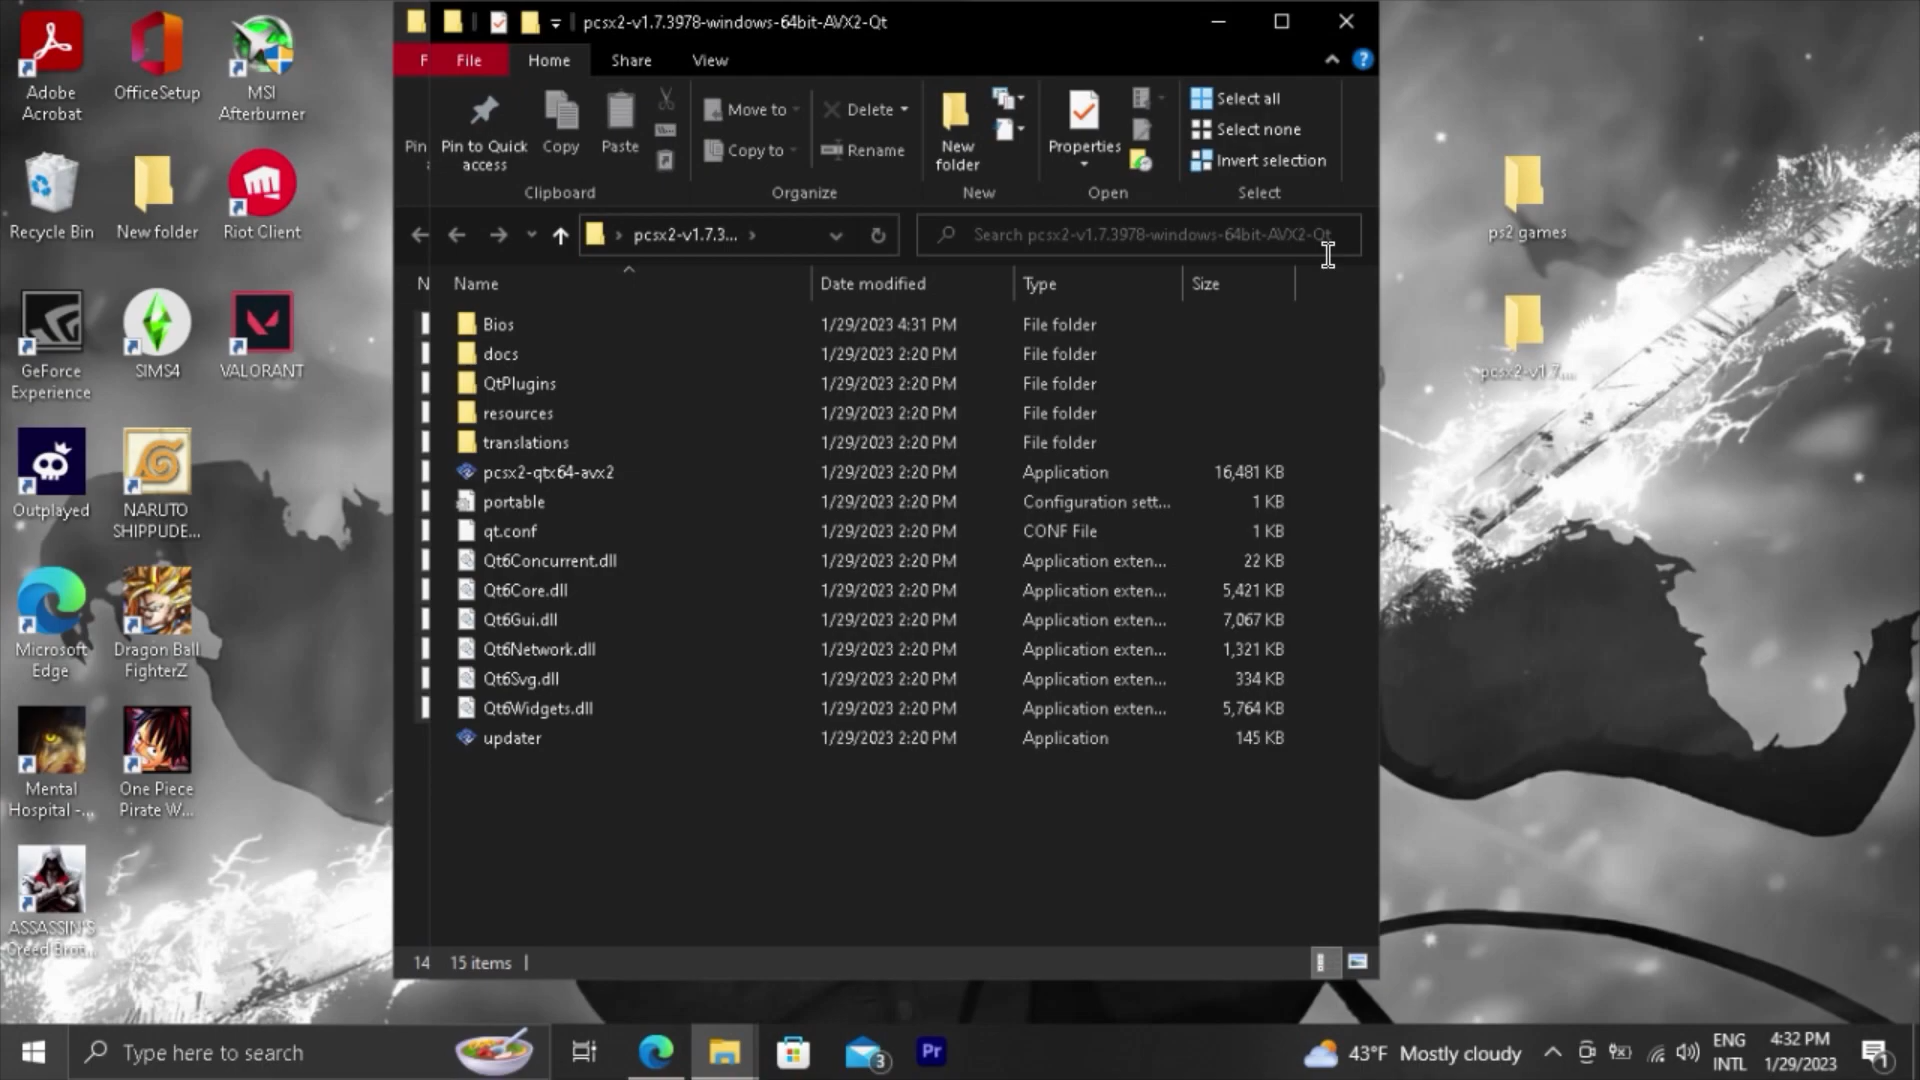 Adobe
Acrobat
OfficeSetup
MSI
Afterburner
Recycle Bin
New folder
Riot Client
GeForce
Experience
SIMS4
VALORANT
Outplayed
NARUTO
SHIPPUDE...
Microsoft
Edge
Dragon Ball
FighterZ
Mental
Hospital -...
One Piece
Pirate W...
ASSASSIN'S
Creed Brot...
pcsx2-v1.7.3978-windows-64bit-AVX2-Qt
F
File
Home
Share
View
?
Pin
Pin to Quick
access
Copy
Paste
Move to
Copy to
Delete
Rename
New
folder
Properties
Select all
Select none
Invert selection
Clipboard
Organize
New
Open
Select
pcsx2-v1.7.3...
Search pcsx2-v1.7.3978-windows-64bit-AVX2-Qt
N
Name Date modified Type Size
Bios 1/29/2023 4:31 PM File folder
docs 1/29/2023 2:20 PM File folder
QtPlugins 1/29/2023 2:20 PM File folder
resources 1/29/2023 2:20 PM File folder
translations 1/29/2023 2:20 PM File folder
pcsx2-qtx64-avx2 1/29/2023 2:20 PM Application 16,481 KB
portable 1/29/2023 2:20 PM Configuration sett... 1 KB
qt.conf 1/29/2023 2:20 PM CONF File 1 KB
Qt6Concurrent.dll 1/29/2023 2:20 PM Application exten... 22 KB
Qt6Core.dll 1/29/2023 2:20 PM Application exten... 5,421 KB
Qt6Gui.dll 1/29/2023 2:20 PM Application exten... 7,067 KB
Qt6Network.dll 1/29/2023 2:20 PM Application exten... 1,321 KB
Qt6Svg.dll 1/29/2023 2:20 PM Application exten... 334 KB
Qt6Widgets.dll 1/29/2023 2:20 PM Application exten... 5,764 KB
updater 1/29/2023 2:20 PM Application 145 KB
14 15 items
ps2 games
pcsx2-v1.7...
Type here to search
3
Pr
43°F Mostly cloudy
ENG
INTL
4:32 PM
1/29/2023
1